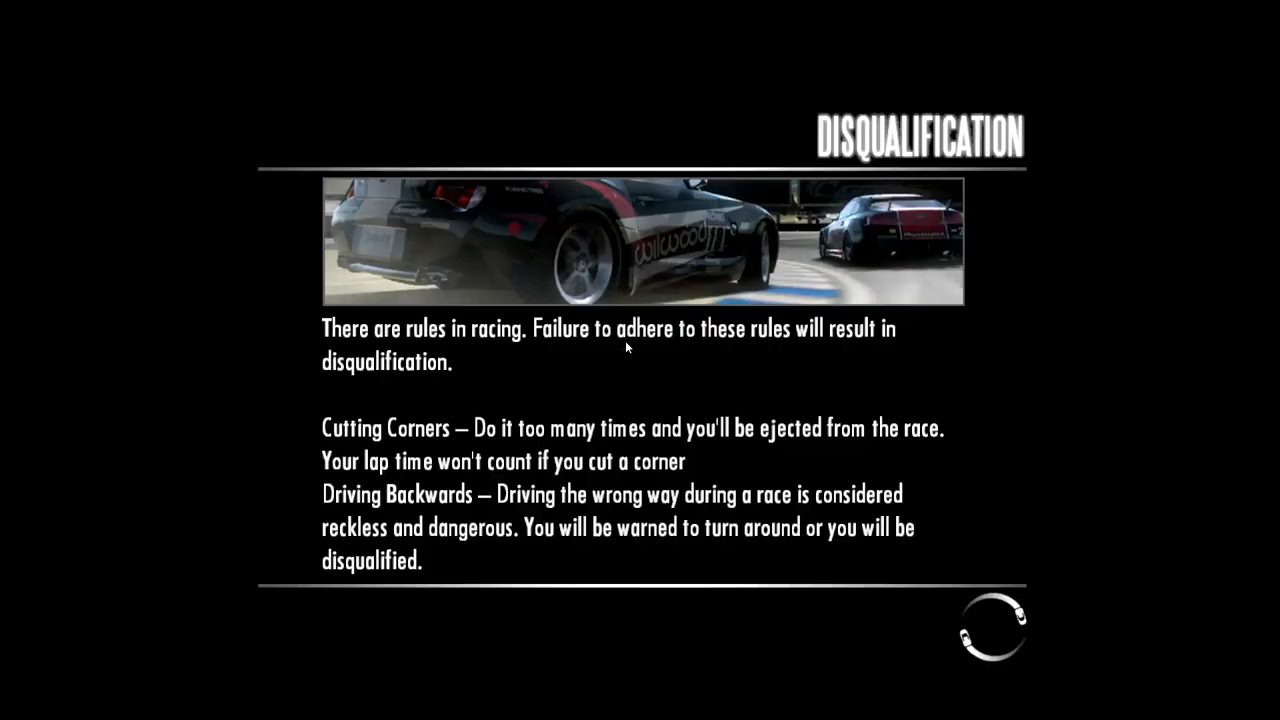 DISQUALIFICATION
wilwood
There are rules in racing. Failure to adhere to these rules will result in
disqualification.
Cutting Corners – Do it too many times and you'll be ejected from the race.
Your lap time won't count if you cut a corner
Driving Backwards – Driving the wrong way during a race is considered
reckless and dangerous. You will be warned to turn around or you will be
disqualified.